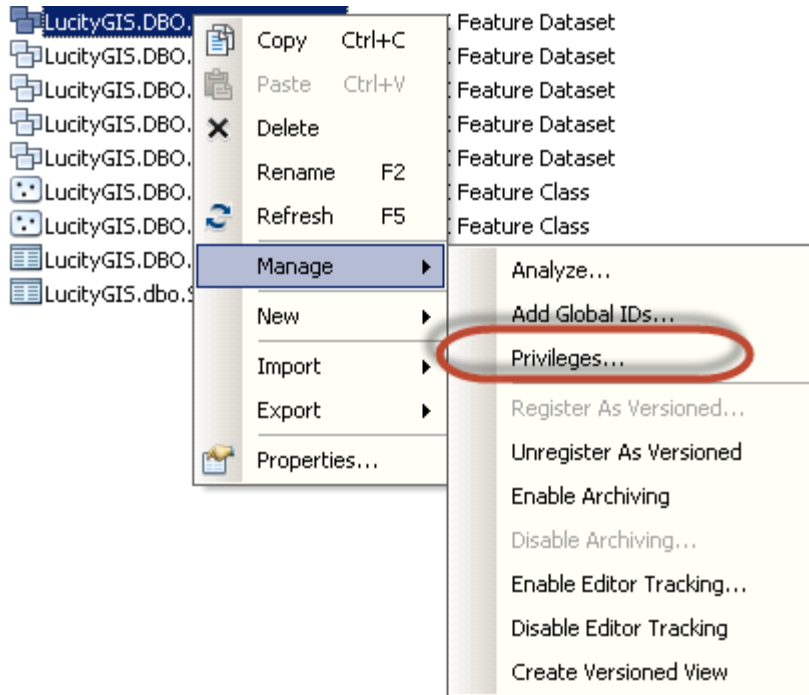 LucityGIS.DBO. Feature Dataset
LucityGIS.DBO. Feature Dataset
LucityGIS.DBO. Feature Dataset
LucityGIS.DBO. Feature Dataset
LucityGIS.DBO. Feature Dataset
LucityGIS.DBO. Feature Class
LucityGIS.DBO. Feature Class
LucityGIS.DBO.
LucityGIS.dbo.S
Copy Ctrl+C
Paste Ctrl+V
Delete
Rename F2
Refresh F5
Manage
New
Import
Export
Properties...
Analyze...
Add Global IDs...
Privileges...
Register As Versioned...
Unregister As Versioned
Enable Archiving
Disable Archiving...
Enable Editor Tracking...
Disable Editor Tracking
Create Versioned View